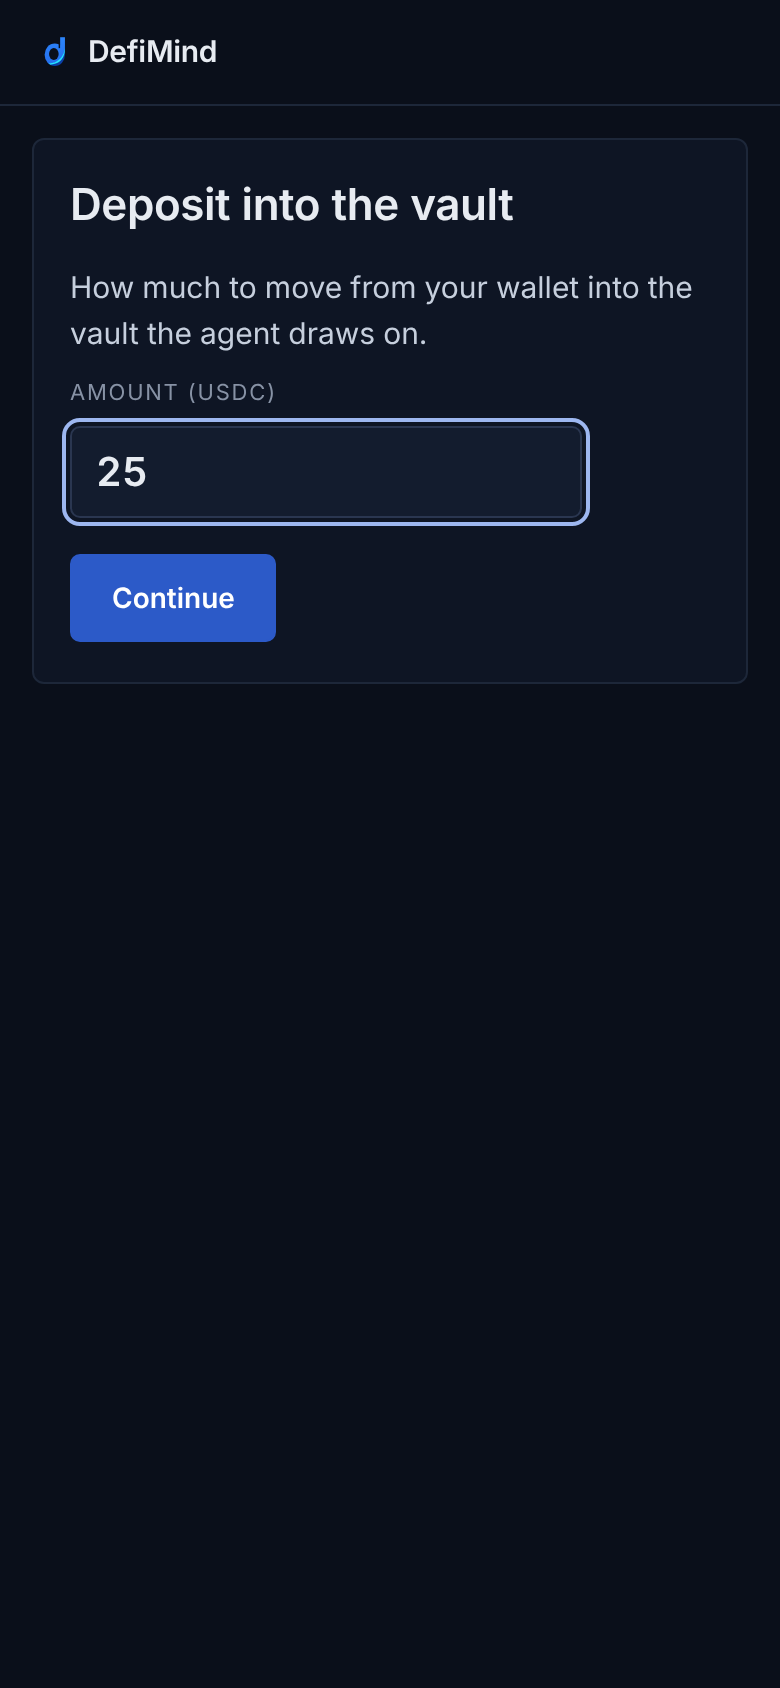 DefiMind
Deposit into the vault
How much to move from your wallet into the
vault the agent draws on.
AMOUNT (USDC)
25
Continue